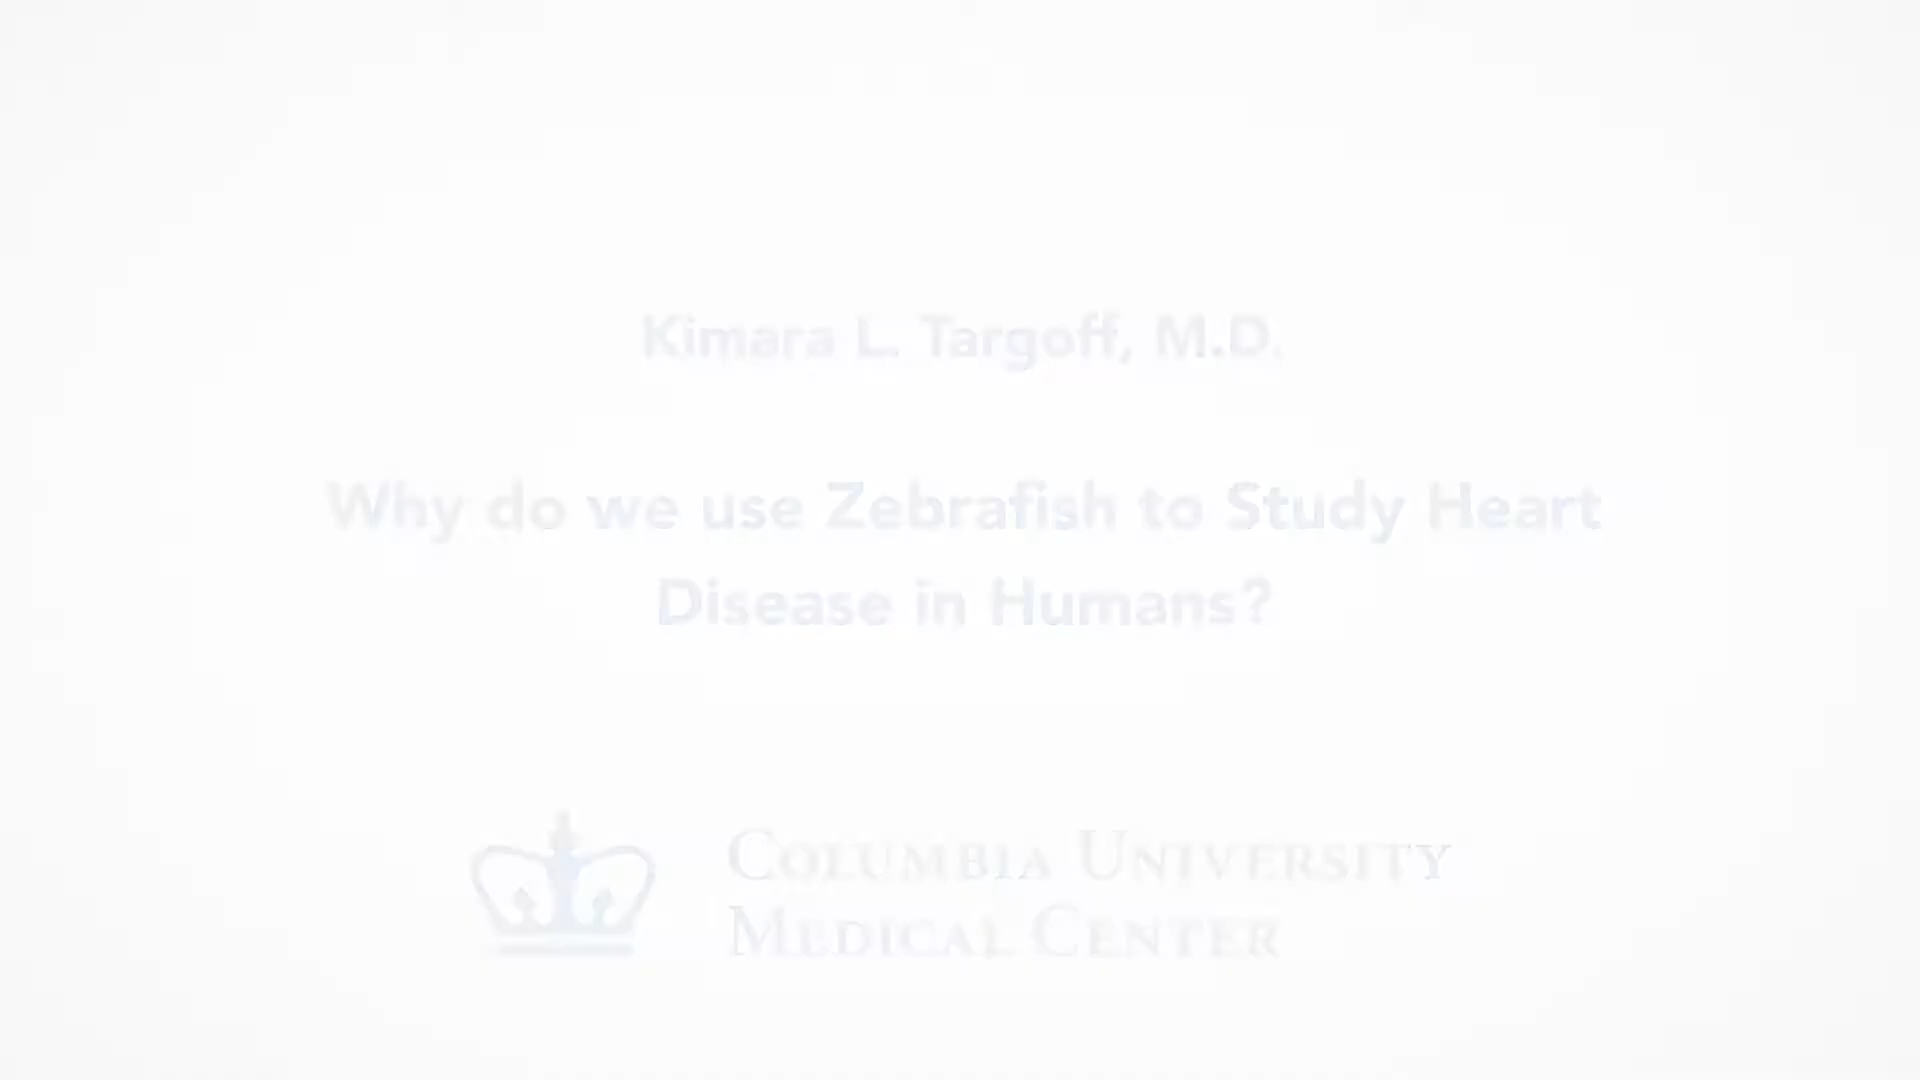 Kimara L. Targoff, M.D.
Why do we use Zebrafish to Study Heart
Disease in Humans?
COLUMBIA UNIVERSITY
MEDICAL CENTER